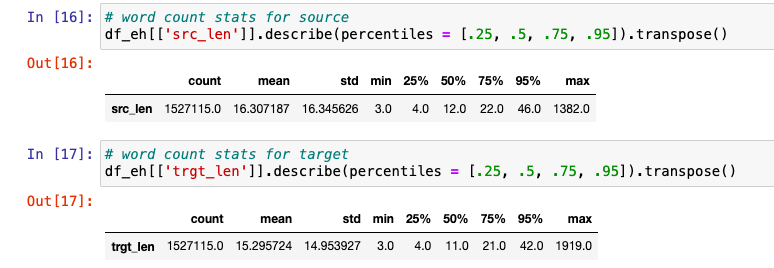 In [16]: # word count stats for source
df_eh[['src_len']].describe(percentiles = [.25, .5, .75, .95]).transpose()
Out[16]:
count mean std min 25% 50% 75% 95% max
src_len 1527115.0 16.307187 16.345626 3.0 4.0 12.0 22.0 46.0 1382.0
In [17]: # word count stats for target
df_eh[['trgt_len']].describe(percentiles = [.25, .5, .75, .95]).transpose()
Out[17]:
count mean std min 25% 50% 75% 95% max
trgt_len 1527115.0 15.295724 14.953927 3.0 4.0 11.0 21.0 42.0 1919.0